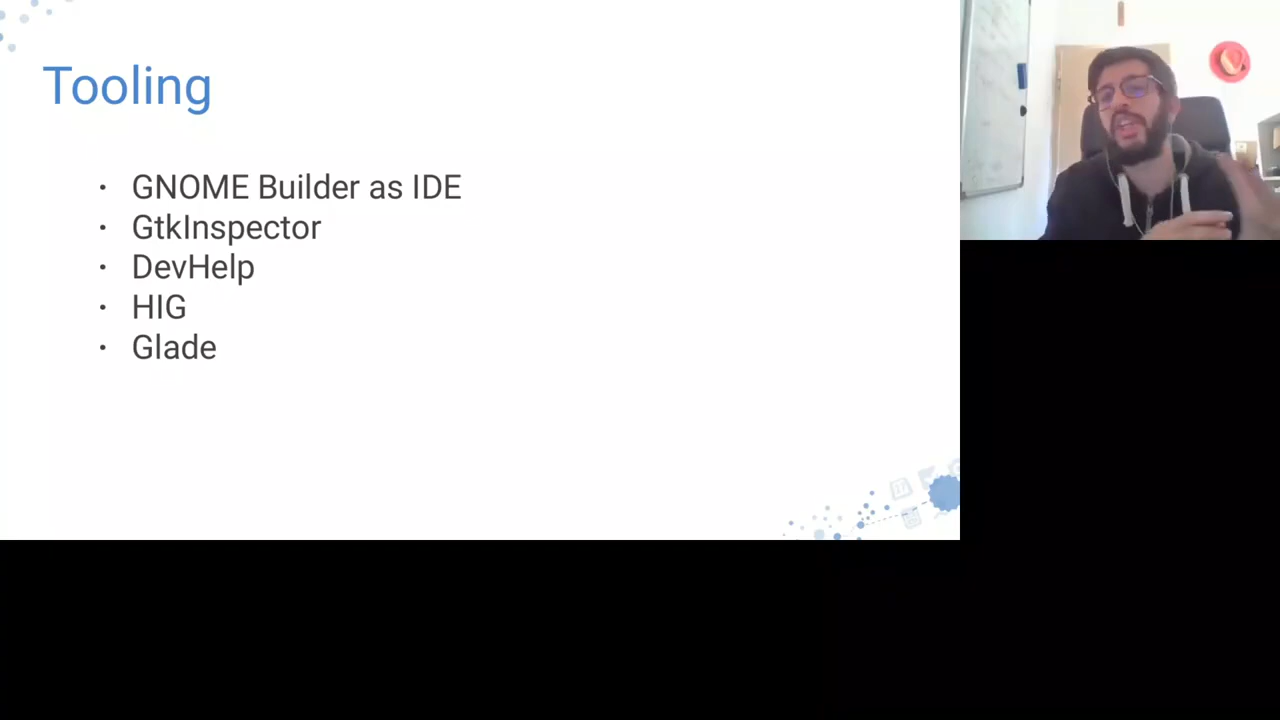 Tooling
· GNOME Builder as IDE
· GtkInspector
· DevHelp
· HIG
· Glade